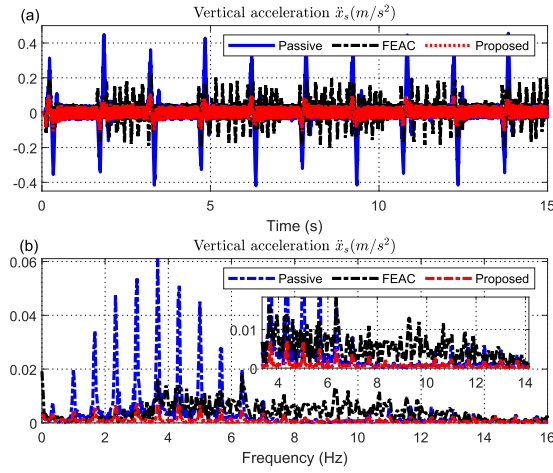 Vertical acceleration ẍₛ(m/s²)
(a)
Passive FEAC Proposed
0.4
0.2
0
-0.2
-0.4
0 5 10 15
Time (s)
Vertical acceleration ẍₛ(m/s²)
(b)
Passive FEAC Proposed
0.06
0.04
0.02
0
0.01
0
4 6 8 10 12 14
0 2 4 6 8 10 12 14 16
Frequency (Hz)